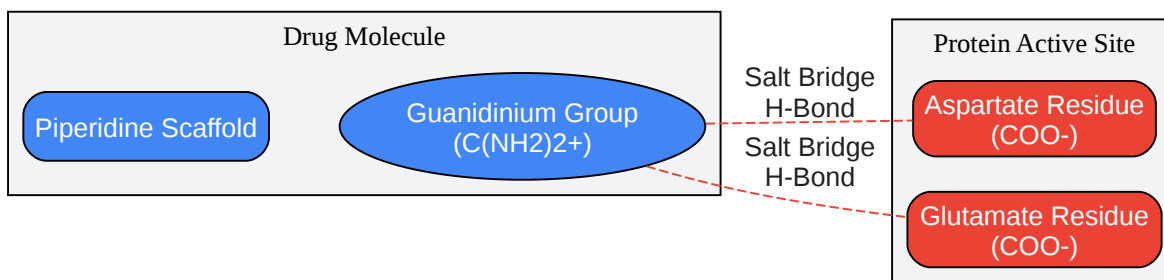 Drug Molecule
Piperidine Scaffold
Guanidinium Group
(C(NH2)2+)
Salt Bridge
H-Bond
Salt Bridge
H-Bond
Protein Active Site
Aspartate Residue
(COO-)
Glutamate Residue
(COO-)